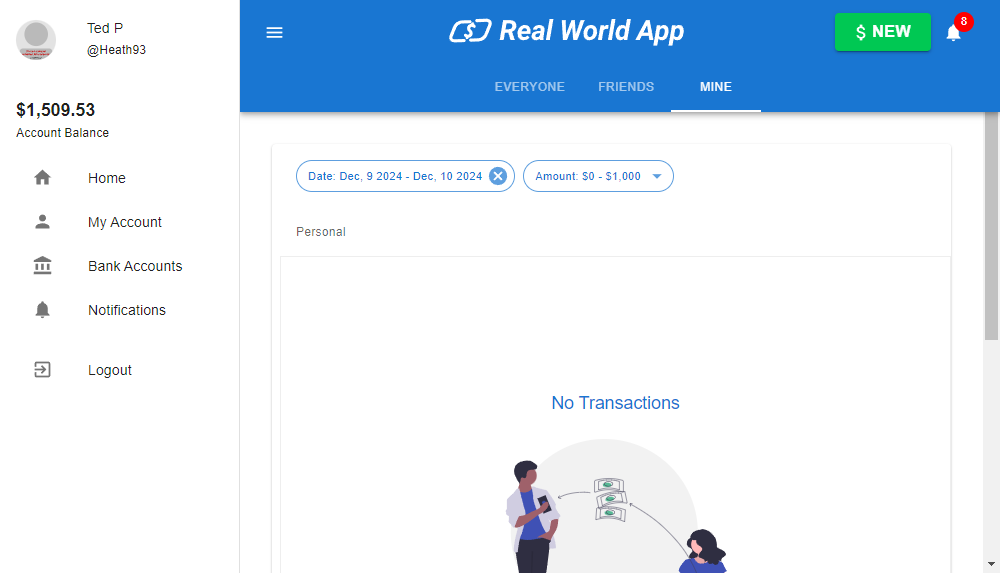 Ted P
@Heath93
$1,509.53
Account Balance
Home
My Account
Bank Accounts
Notifications
Logout
Real World App
$ NEW
8
EVERYONE
FRIENDS
MINE
Date: Dec, 9 2024 - Dec, 10 2024
Amount: $0 - $1,000
Personal
No Transactions